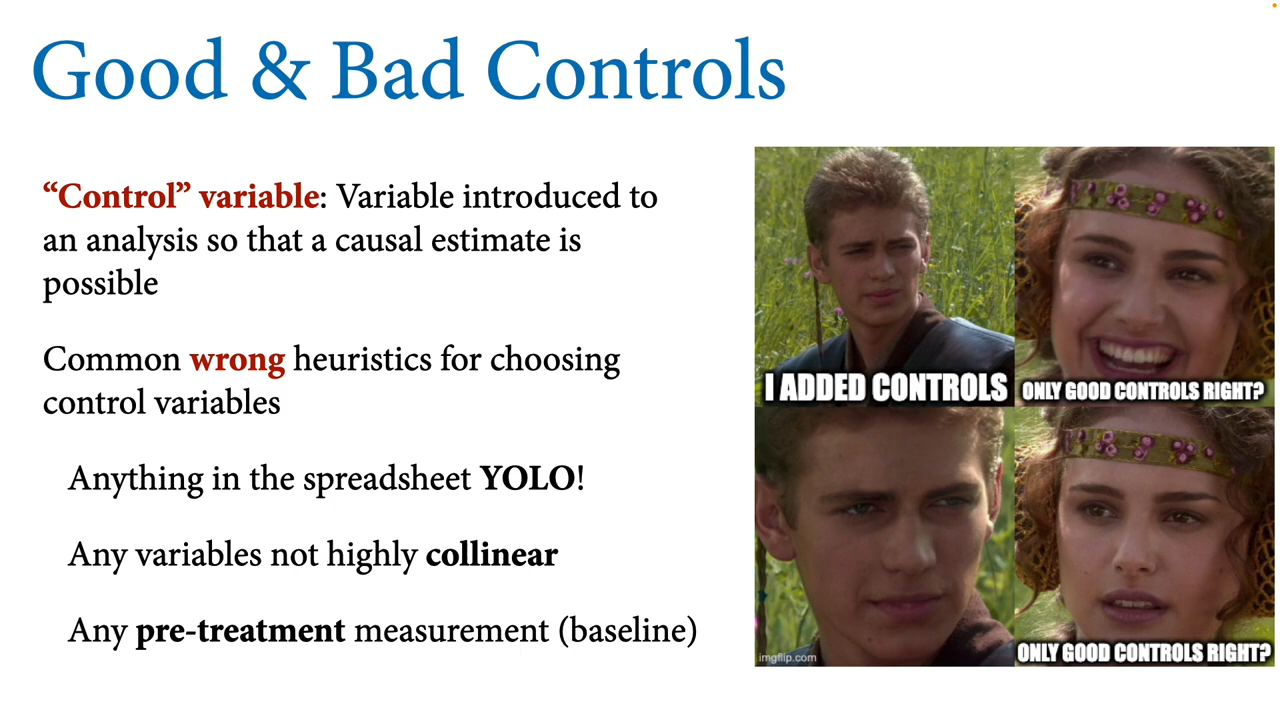 Good & Bad Controls
“Control” variable: Variable introduced to
an analysis so that a causal estimate is
possible
Common wrong heuristics for choosing
control variables
Anything in the spreadsheet YOLO!
Any variables not highly collinear
Any pre-treatment measurement (baseline)
I ADDED CONTROLS
ONLY GOOD CONTROLS RIGHT?
ONLY GOOD CONTROLS RIGHT?
imgflip.com